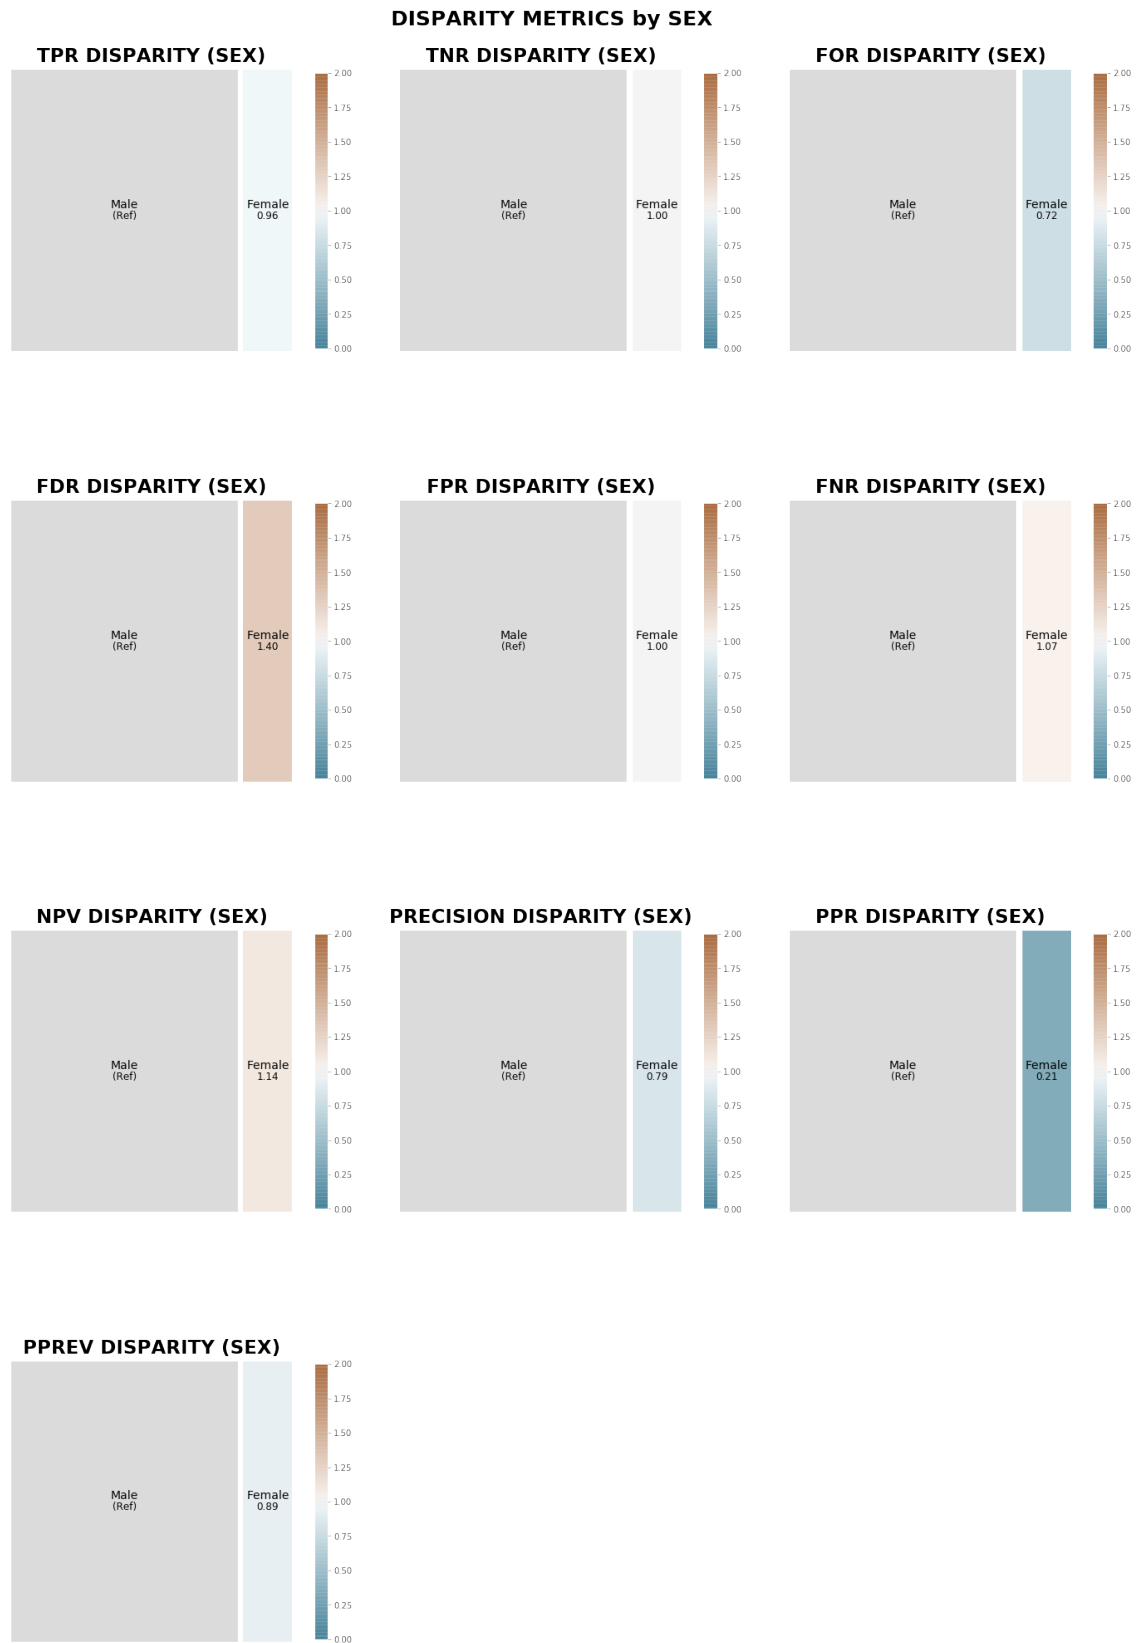 DISPARITY METRICS by SEX
TPR DISPARITY (SEX)
Male
(Ref)
Female
0.96
2.00
1.75
1.50
1.25
1.00
0.75
0.50
0.25
0.00
TNR DISPARITY (SEX)
Male
(Ref)
Female
1.00
2.00
1.75
1.50
1.25
1.00
0.75
0.50
0.25
0.00
FOR DISPARITY (SEX)
Male
(Ref)
Female
0.72
2.00
1.75
1.50
1.25
1.00
0.75
0.50
0.25
0.00
FDR DISPARITY (SEX)
Male
(Ref)
Female
1.40
2.00
1.75
1.50
1.25
1.00
0.75
0.50
0.25
0.00
FPR DISPARITY (SEX)
Male
(Ref)
Female
1.00
2.00
1.75
1.50
1.25
1.00
0.75
0.50
0.25
0.00
FNR DISPARITY (SEX)
Male
(Ref)
Female
1.07
2.00
1.75
1.50
1.25
1.00
0.75
0.50
0.25
0.00
NPV DISPARITY (SEX)
Male
(Ref)
Female
1.14
2.00
1.75
1.50
1.25
1.00
0.75
0.50
0.25
0.00
PRECISION DISPARITY (SEX)
Male
(Ref)
Female
0.79
2.00
1.75
1.50
1.25
1.00
0.75
0.50
0.25
0.00
PPR DISPARITY (SEX)
Male
(Ref)
Female
0.21
2.00
1.75
1.50
1.25
1.00
0.75
0.50
0.25
0.00
PPREV DISPARITY (SEX)
Male
(Ref)
Female
0.89
2.00
1.75
1.50
1.25
1.00
0.75
0.50
0.25
0.00